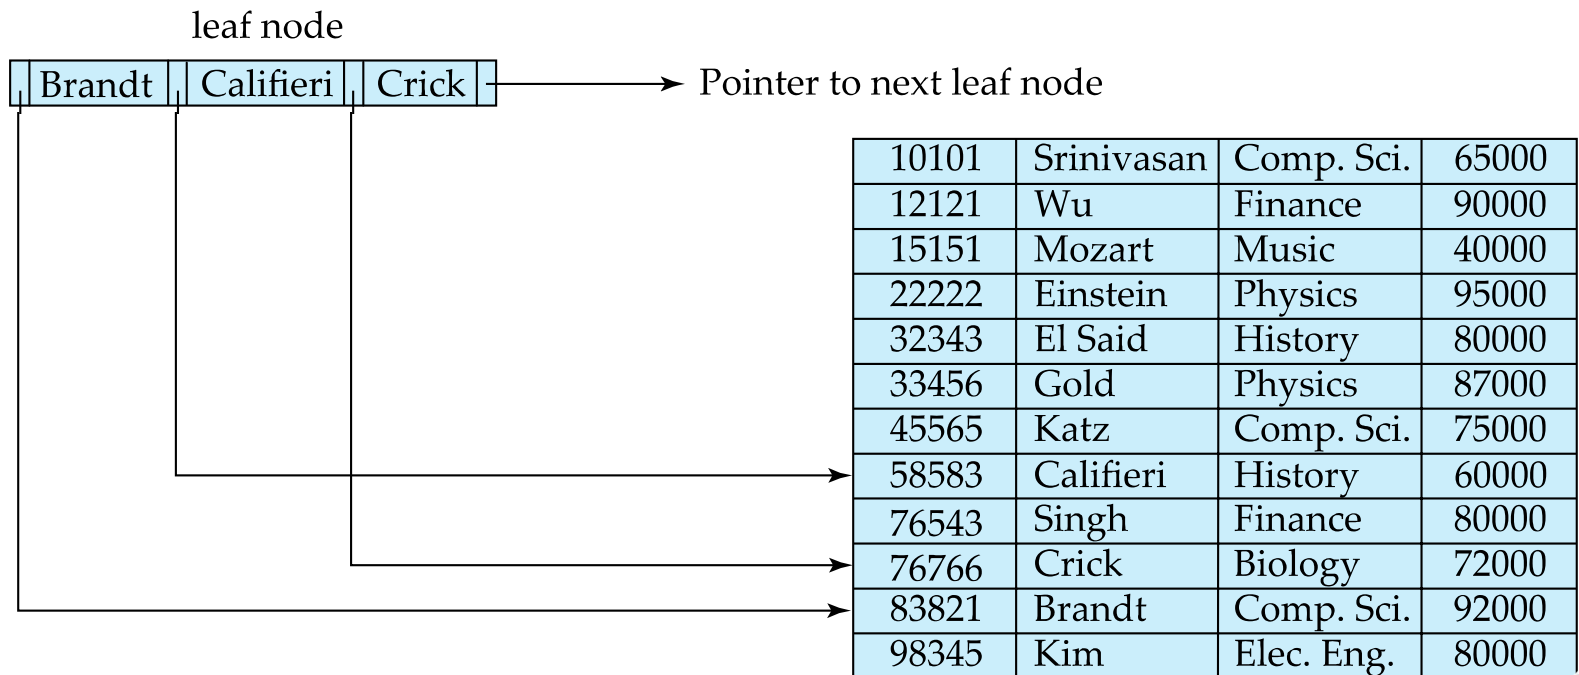 leaf node
Brandt Califieri Crick Pointer to next leaf node
10101 Srinivasan Comp. Sci. 65000
12121 Wu Finance 90000
15151 Mozart Music 40000
22222 Einstein Physics 95000
32343 El Said History 80000
33456 Gold Physics 87000
45565 Katz Comp. Sci. 75000
58583 Califieri History 60000
76543 Singh Finance 80000
76766 Crick Biology 72000
83821 Brandt Comp. Sci. 92000
98345 Kim Elec. Eng. 80000